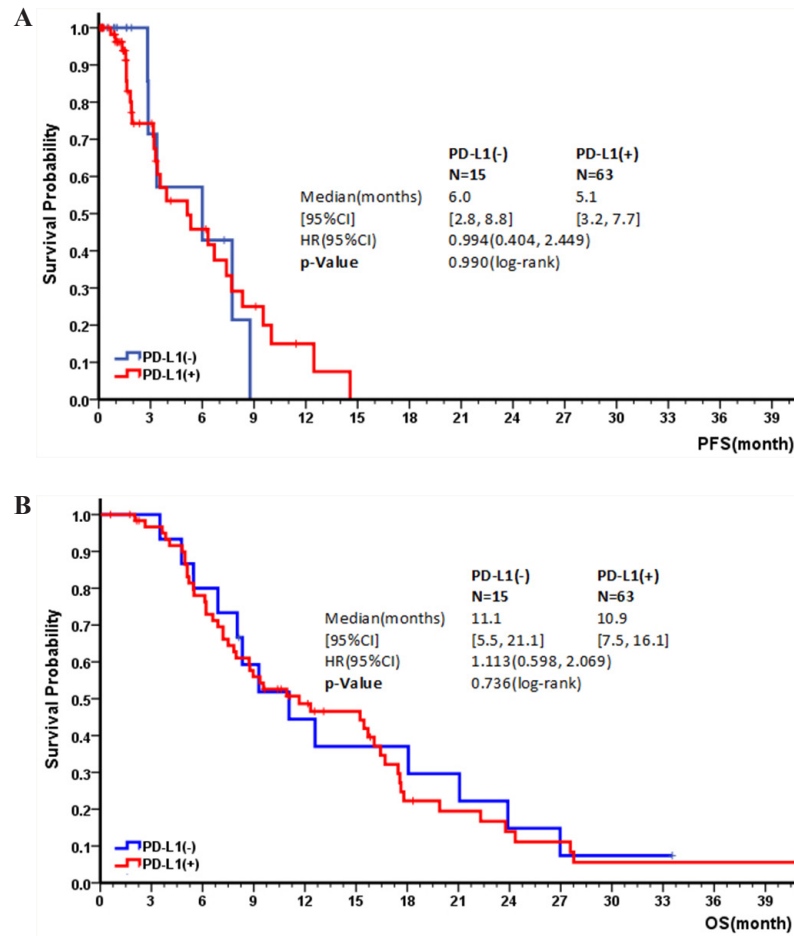 A
Survival Probability
1.0
0.9
0.8
0.7
0.6
0.5
0.4
0.3
0.2
0.1
0.0
PD-L1(-) PD-L1(+)
N=15 N=63
Median(months) 6.0 5.1
[95%CI] [2.8, 8.8] [3.2, 7.7]
HR(95%CI) 0.994(0.404, 2.449)
p-Value 0.990(log-rank)
PD-L1(-)
PD-L1(+)
0 3 6 9 12 15 18 21 24 27 30 33 36 39
PFS(month)
B
Survival Probability
1.0
0.9
0.8
0.7
0.6
0.5
0.4
0.3
0.2
0.1
0.0
PD-L1(-) PD-L1(+)
N=15 N=63
Median(months) 11.1 10.9
[95%CI] [5.5, 21.1] [7.5, 16.1]
HR(95%CI) 1.113(0.598, 2.069)
p-Value 0.736(log-rank)
PD-L1(-)
PD-L1(+)
0 3 6 9 12 15 18 21 24 27 30 33 36 39
OS(month)